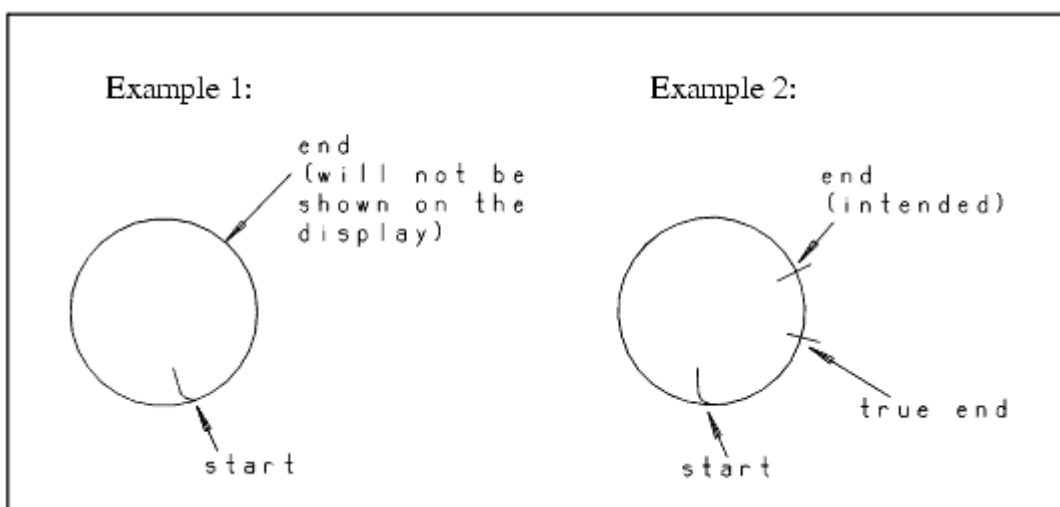 Example 1:
end
(will not be
shown on the
display)
start
Example 2:
end
(intended)
true end
start